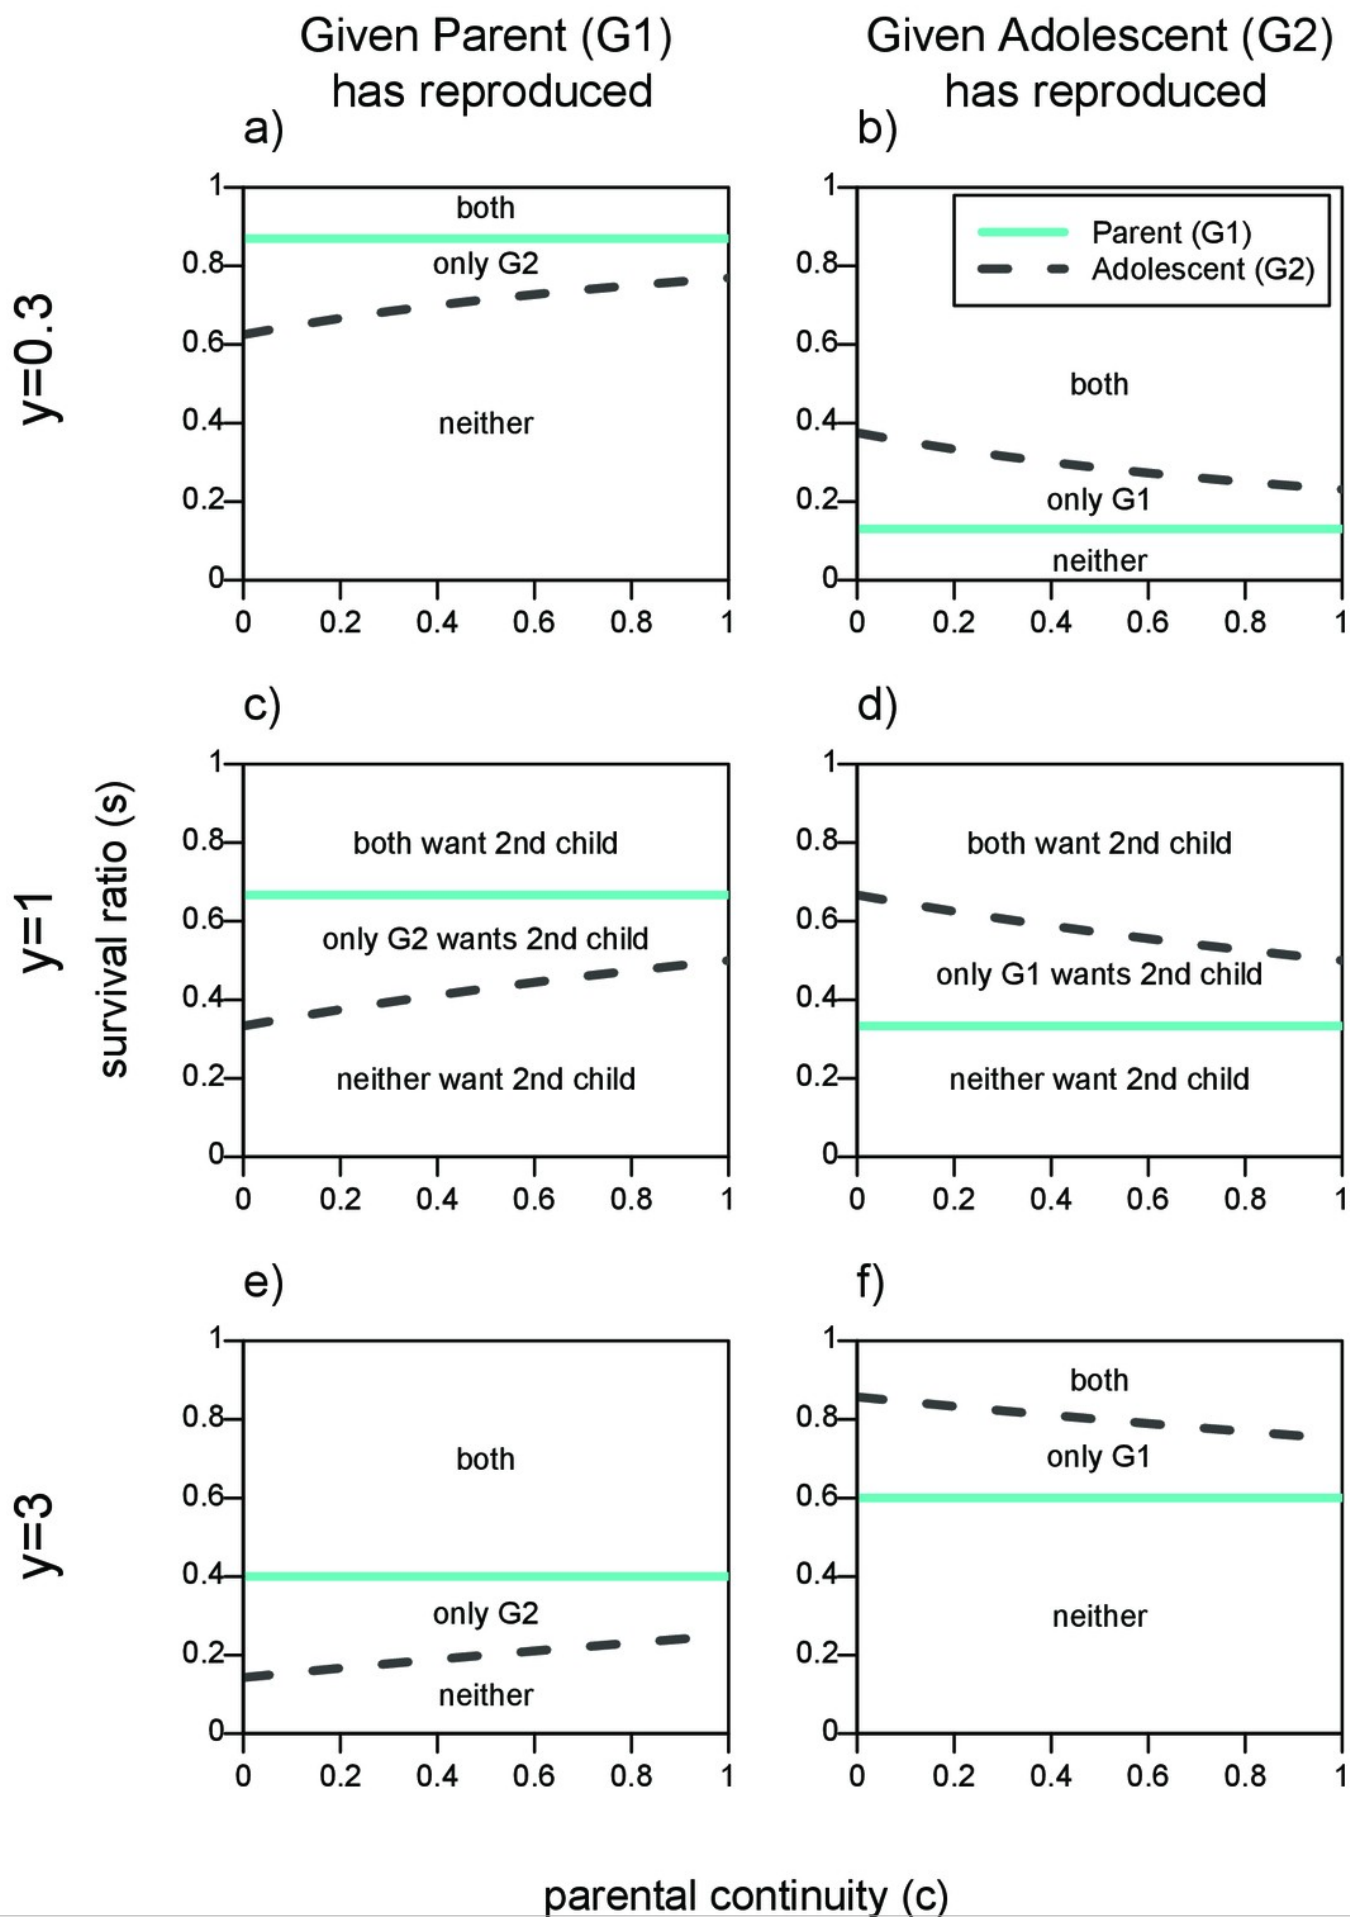 Given Parent (G1)
has reproduced
Given Adolescent (G2)
has reproduced
a)
b)
y=0.3
1
0.8
0.6
0.4
0.2
0
both
only G2
neither
0 0.2 0.4 0.6 0.8 1
1
0.8
0.6
0.4
0.2
0
Parent (G1)
Adolescent (G2)
both
only G1
neither
0 0.2 0.4 0.6 0.8 1
c)
d)
y=1
survival ratio (s)
1
0.8
0.6
0.4
0.2
0
both want 2nd child
only G2 wants 2nd child
neither want 2nd child
0 0.2 0.4 0.6 0.8 1
1
0.8
0.6
0.4
0.2
0
both want 2nd child
only G1 wants 2nd child
neither want 2nd child
0 0.2 0.4 0.6 0.8 1
e)
f)
y=3
1
0.8
0.6
0.4
0.2
0
both
only G2
neither
0 0.2 0.4 0.6 0.8 1
1
0.8
0.6
0.4
0.2
0
both
only G1
neither
0 0.2 0.4 0.6 0.8 1
parental continuity (c)